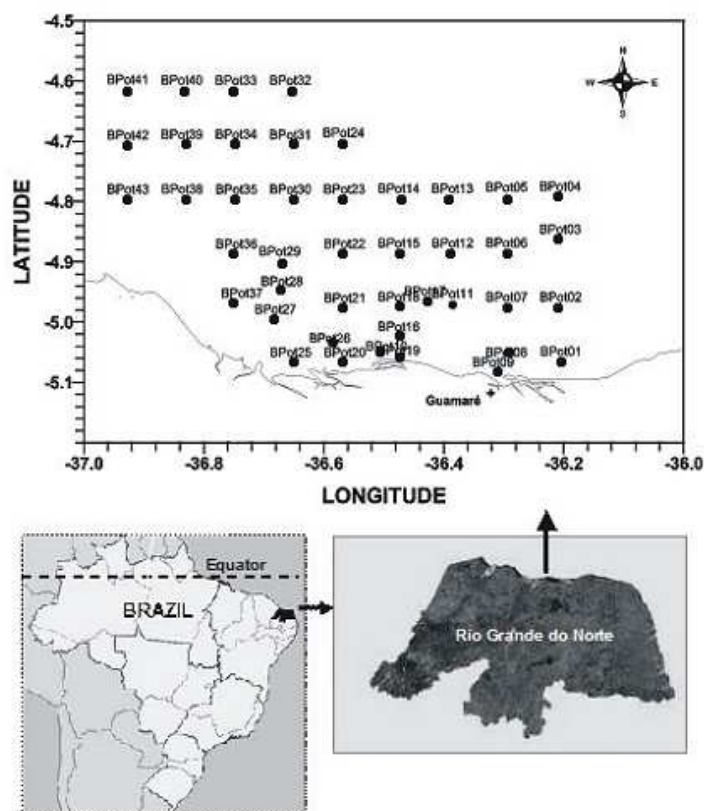 -4.5
N
W E
S
BPot41 BPot40 BPot33 BPot32
-4.6
BPot42 BPot39 BPot34 BPot31 BPot24
-4.7
BPot43 BPot38 BPot35 BPot30 BPot23 BPot14 BPot13 BPot05 BPot04
-4.8
BPot03
BPot36 BPot29 BPot22 BPot15 BPot12 BPot06
-4.9
BPot28
BPot37 BPot21 BPot11 BPot07 BPot02
BPot27
-5.0
BPot26 BPot16
BPot25 BPot20 BPot19 BPot08 BPot01
BPot09
-5.1
Guamaré
LATITUDE
-37.0 -36.8 -36.6 -36.4 -36.2 -36.0
LONGITUDE
Equator
BRAZIL
Rio Grande do Norte